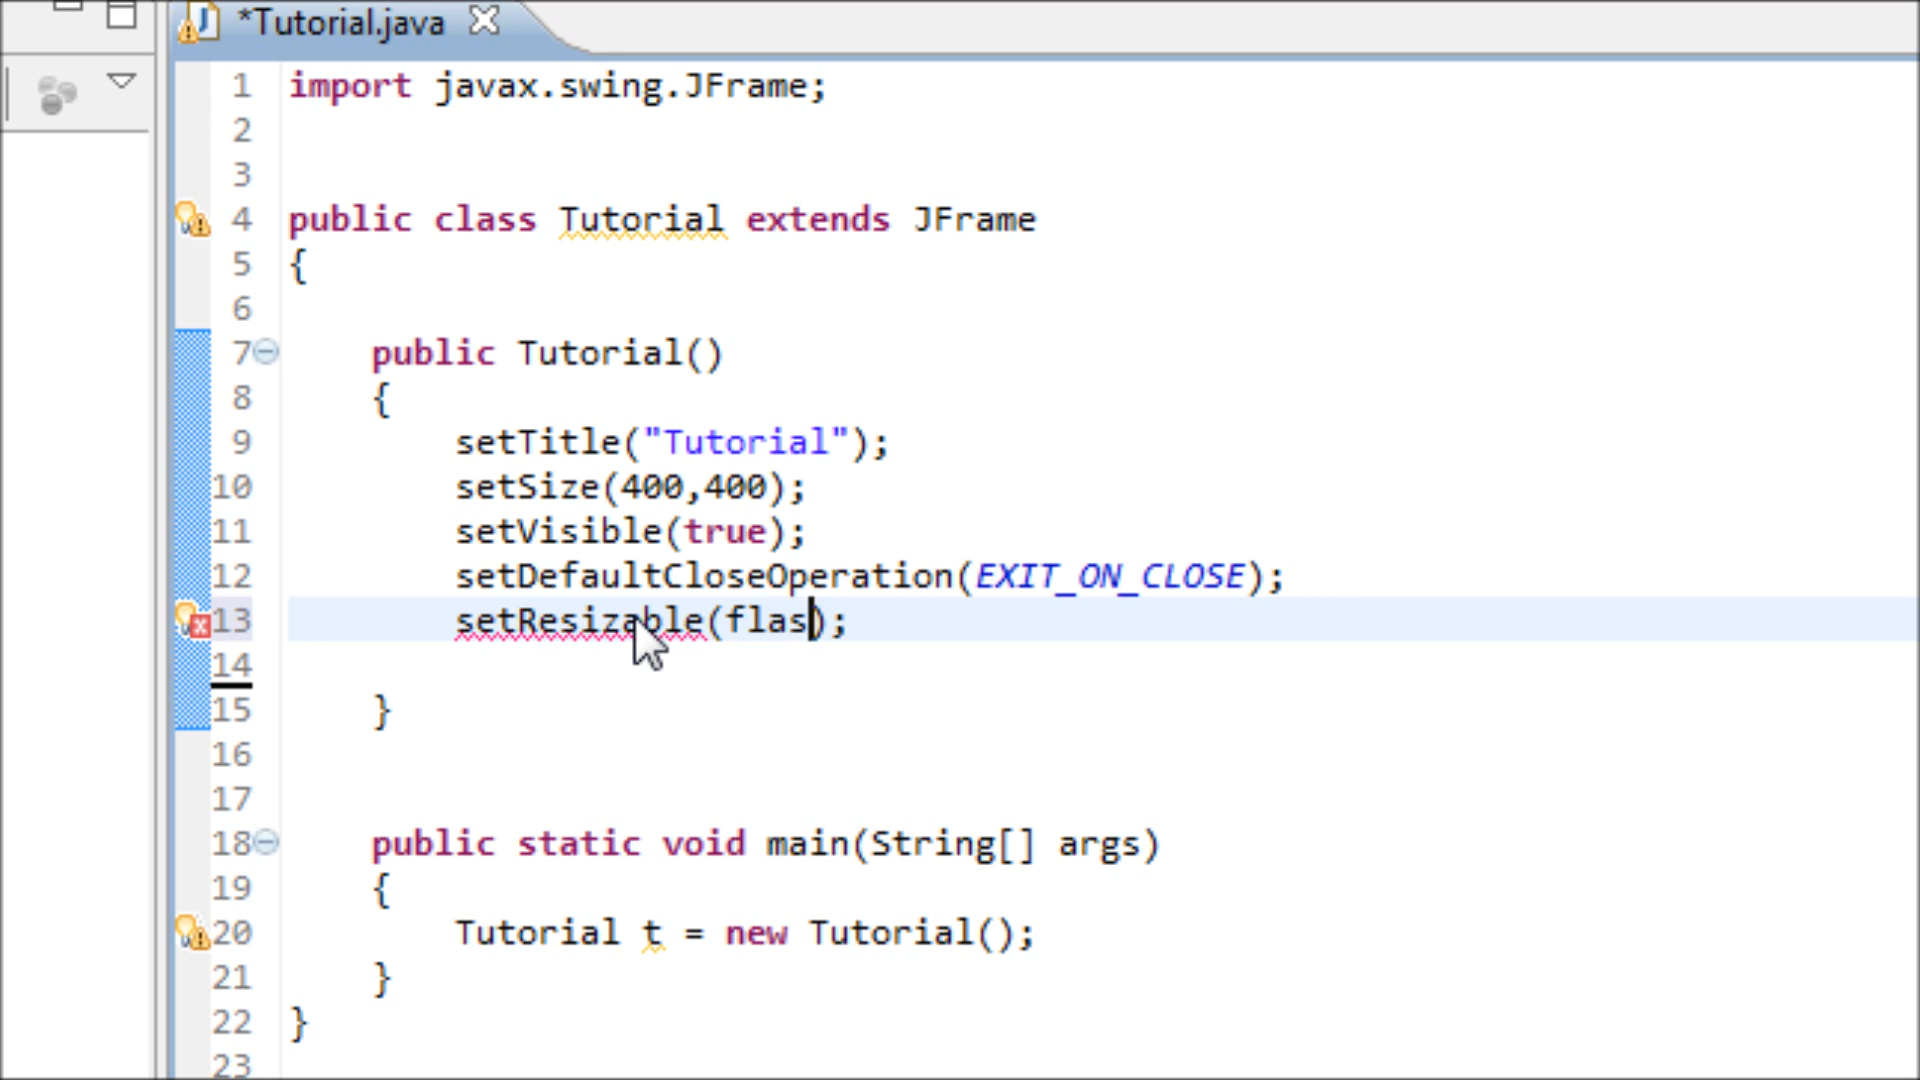 *Tutorial.java
1 import javax.swing.JFrame;
2
3
4 public class Tutorial extends JFrame
5 {
6
7 public Tutorial()
8 {
9 setTitle("Tutorial");
10 setSize(400,400);
11 setVisible(true);
12 setDefaultCloseOperation(EXIT_ON_CLOSE);
13 setResizable(flas);
14
15 }
16
17
18 public static void main(String[] args)
19 {
20 Tutorial t = new Tutorial();
21 }
22 }
23